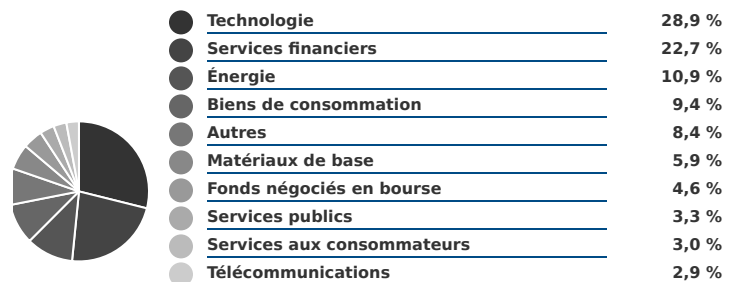 Technologie 28,9 %
Services financiers 22,7 %
Énergie 10,9 %
Biens de consommation 9,4 %
Autres 8,4 %
Matériaux de base 5,9 %
Fonds négociés en bourse 4,6 %
Services publics 3,3 %
Services aux consommateurs 3,0 %
Télécommunications 2,9 %